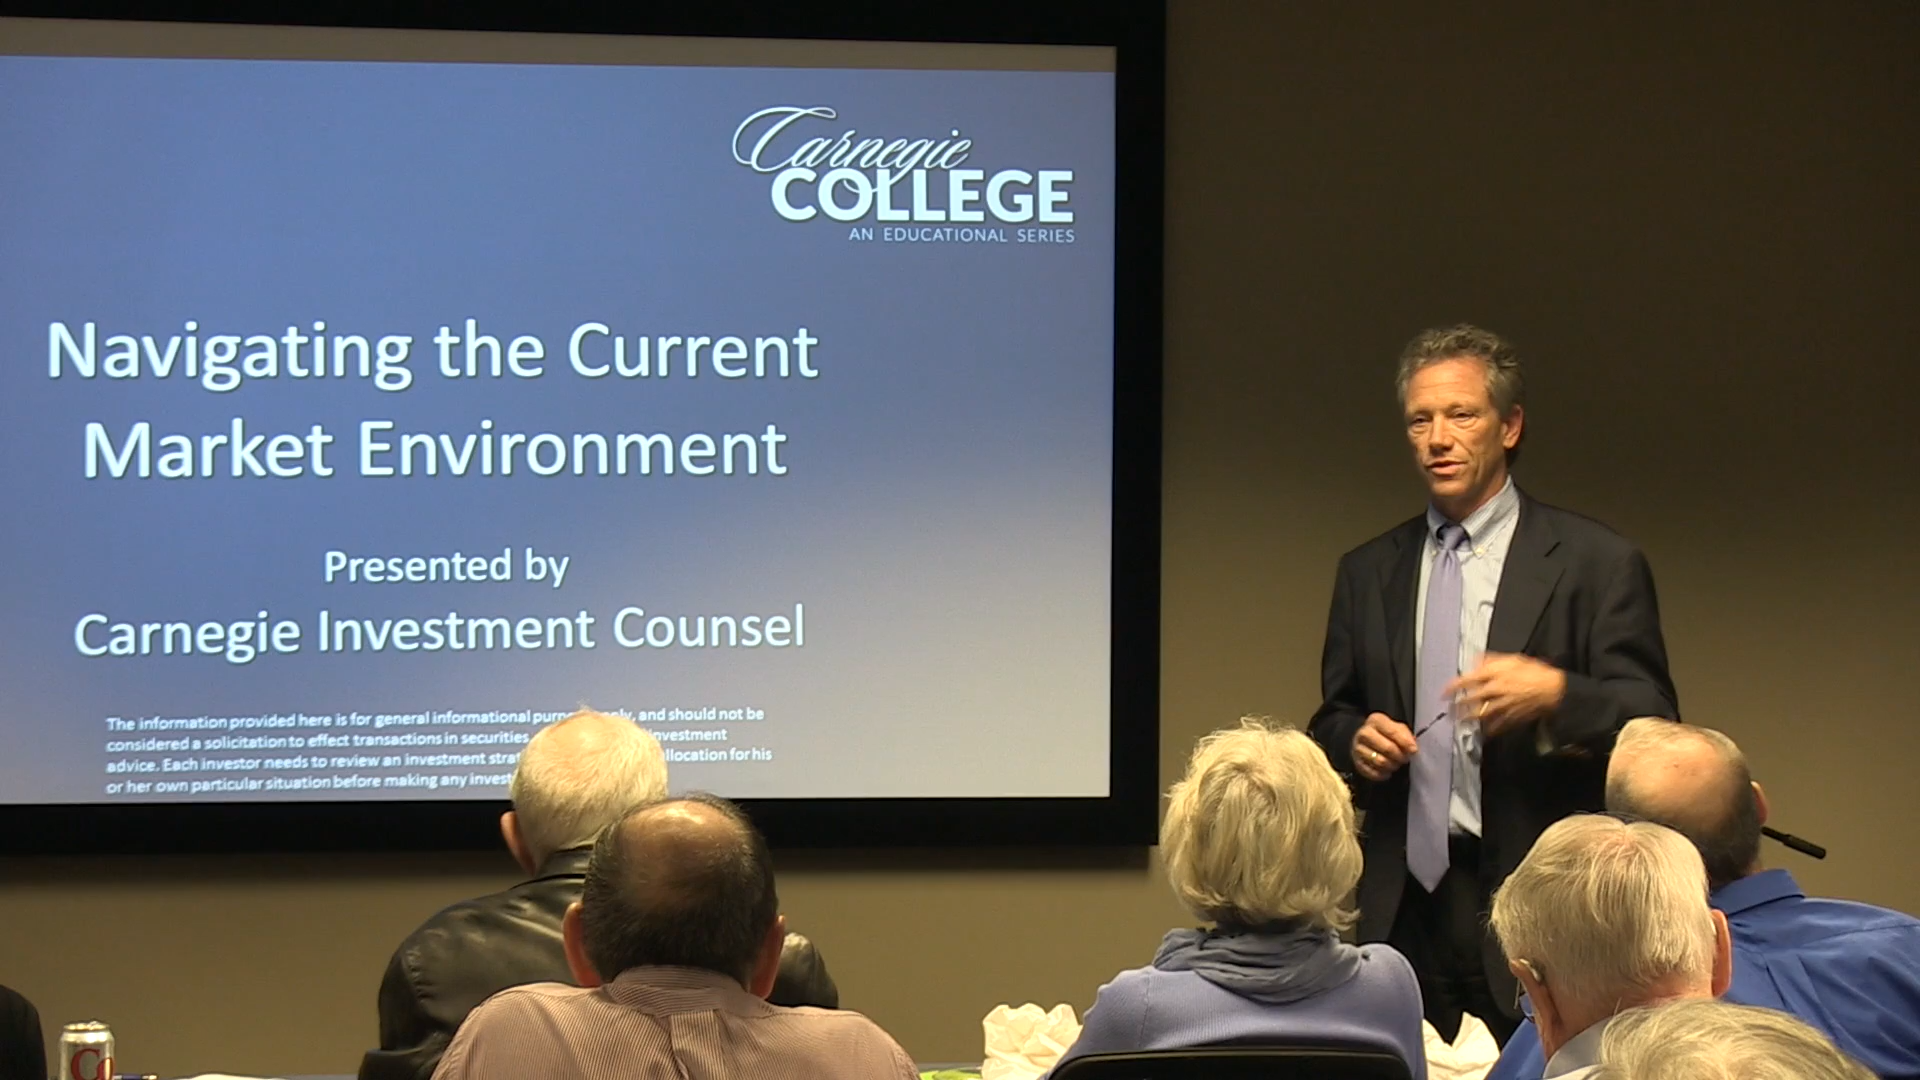 Carnegie
COLLEGE
AN EDUCATIONAL SERIES
Navigating the Current
Market Environment
Presented by
Carnegie Investment Counsel
The information provided here is for general informational and should not be
considered a solicitation to effect transactions in securities investment
advice. Each investor needs to review an investment for his
or her own particular situation before making any